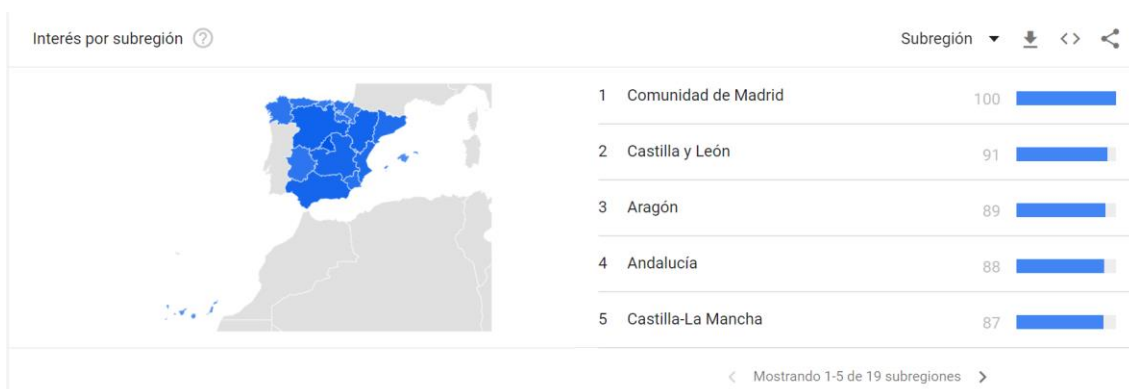 Interés por subregión
Subregión
1 Comunidad de Madrid 100
2 Castilla y León 91
3 Aragón 89
4 Andalucía 88
5 Castilla-La Mancha 87
Mostrando 1-5 de 19 subregiones